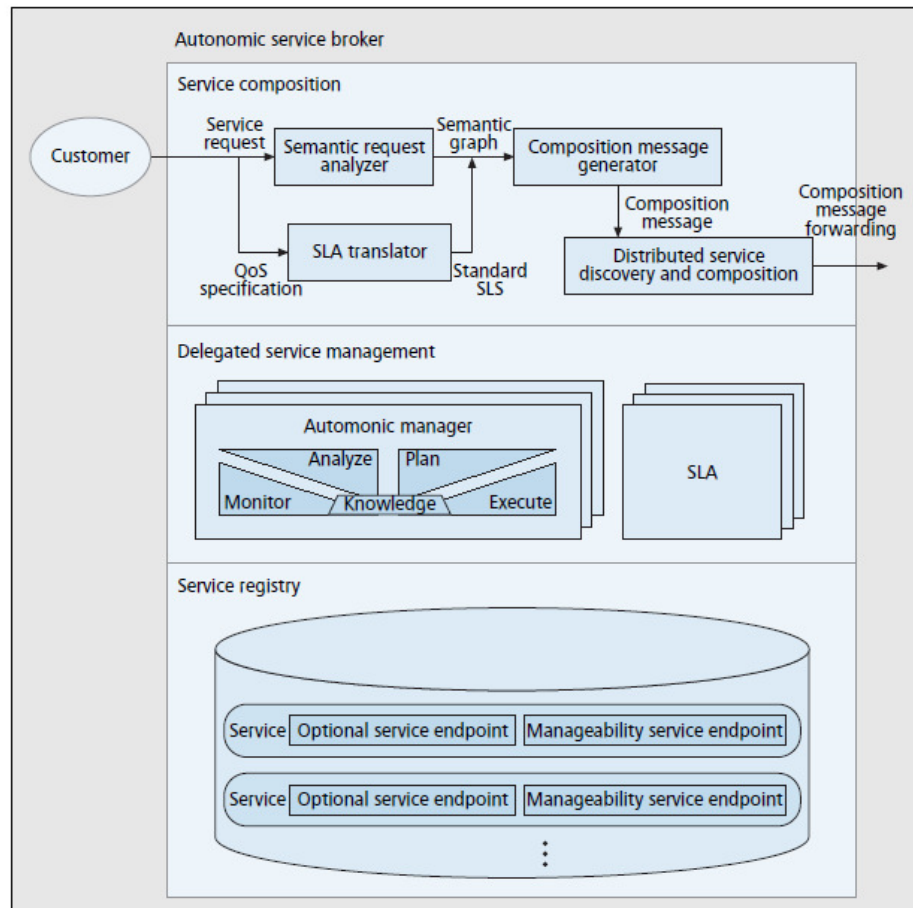 Autonomic service broker
Service composition
Customer
Service
request
Semantic request
analyzer
Semantic
graph
Composition message
generator
Composition
message
Composition
message
forwarding
SLA translator
QoS
specification
Standard
SLS
Distributed service
discovery and composition
Delegated service management
Automonic manager
Analyze
Plan
Monitor
Knowledge
Execute
SLA
Service registry
Service Optional service endpoint Manageability service endpoint
Service Optional service endpoint Manageability service endpoint